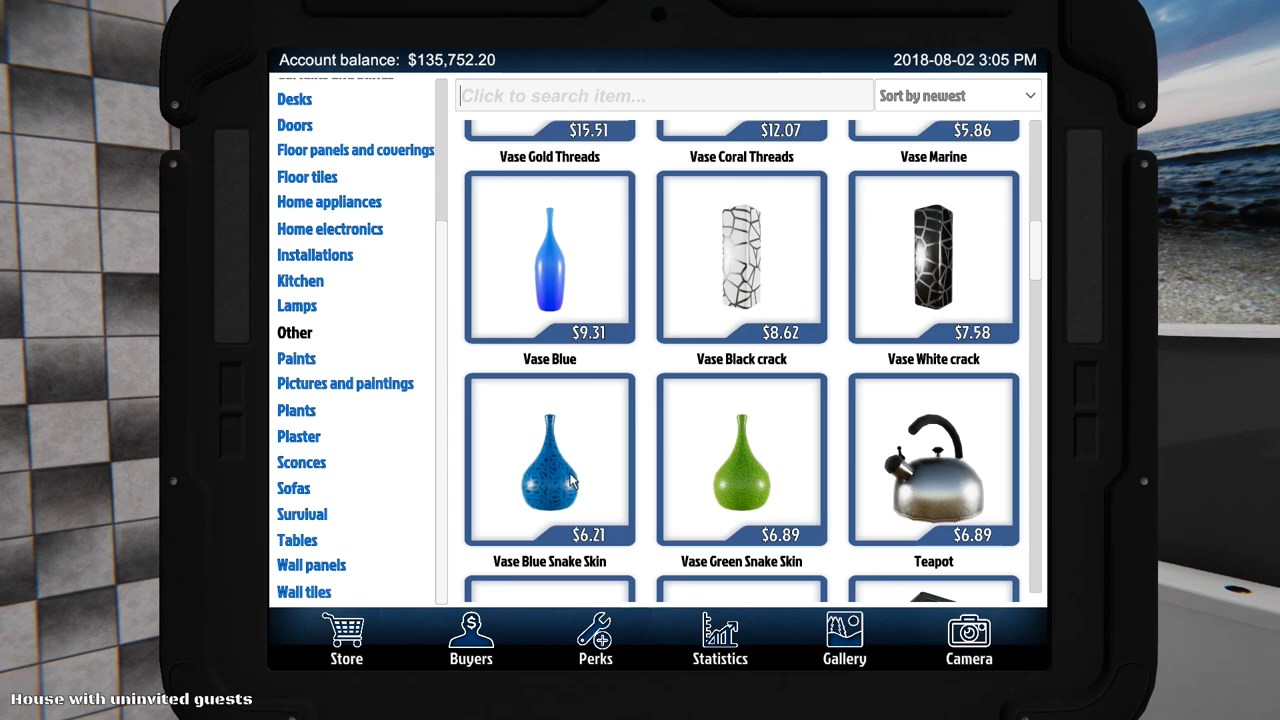 Account balance: $135,752.20
2018-08-02 3:05 PM
Desks
Doors
Floor panels and coverings
Floor tiles
Home appliances
Home electronics
Installations
Kitchen
Lamps
Other
Paints
Pictures and paintings
Plants
Plaster
Sconces
Sofas
Survival
Tables
Wall panels
Wall tiles
Click to search item...
Sort by newest
$15.51
$12.07
$5.86
Vase Gold Threads
Vase Coral Threads
Vase Marine
$9.31
$8.62
$7.58
Vase Blue
Vase Black crack
Vase White crack
$6.21
$6.89
$6.89
Vase Blue Snake Skin
Vase Green Snake Skin
Teapot
Store
Buyers
Perks
Statistics
Gallery
Camera
House with uninvited guests